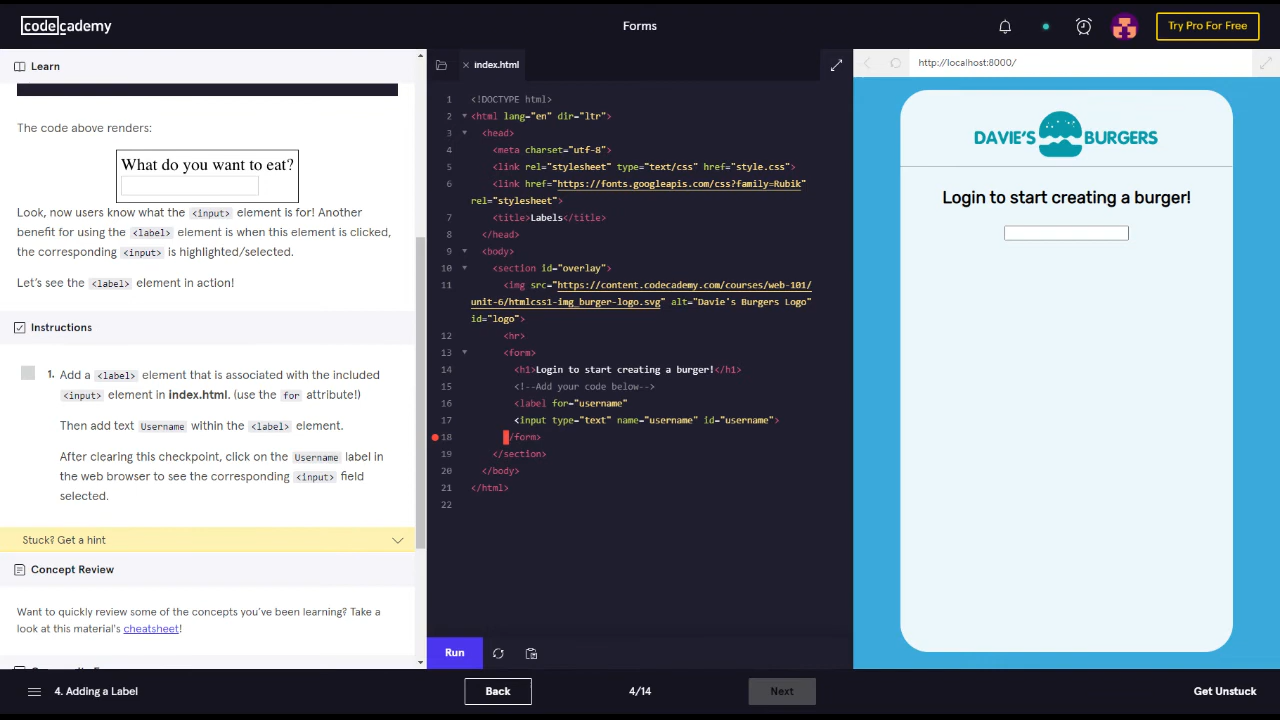 codecademy
Forms
Try Pro For Free
Learn
The code above renders:
What do you want to eat?
Look, now users know what the <input> element is for! Another
benefit for using the <label> element is when this element is clicked,
the corresponding <input> is highlighted/selected.
Let's see the <label> element in action!
Instructions
1. Add a <label> element that is associated with the included
<input> element in index.html. (use the for attribute!)
Then add text Username within the <label> element.
After clearing this checkpoint, click on the Username label in
the web browser to see the corresponding <input> field
selected.
Stuck? Get a hint
Concept Review
Want to quickly review some of the concepts you've been learning? Take a
look at this material's cheatsheet!
index.html
1 <!DOCTYPE html>
2 <html lang="en" dir="ltr">
3 <head>
4 <meta charset="utf-8">
5 <link rel="stylesheet" type="text/css" href="style.css">
6 <link href="https://fonts.googleapis.com/css?family=Rubik"
rel="stylesheet">
7 <title>Labels</title>
8 </head>
9 <body>
10 <section id="overlay">
11 <img src="https://content.codecademy.com/courses/web-101/
unit-6/htmlcss1-img_burger-logo.svg" alt="Davie's Burgers Logo"
id="logo">
12 <hr>
13 <form>
14 <h1>Login to start creating a burger!</h1>
15 <!--Add your code below-->
16 <label for="username"
17 <input type="text" name="username" id="username">
18 </form>
19 </section>
20 </body>
21 </html>
22
Run
http://localhost:8000/
DAVIE'S BURGERS
Login to start creating a burger!
4. Adding a Label
Back
4/14
Next
Get Unstuck